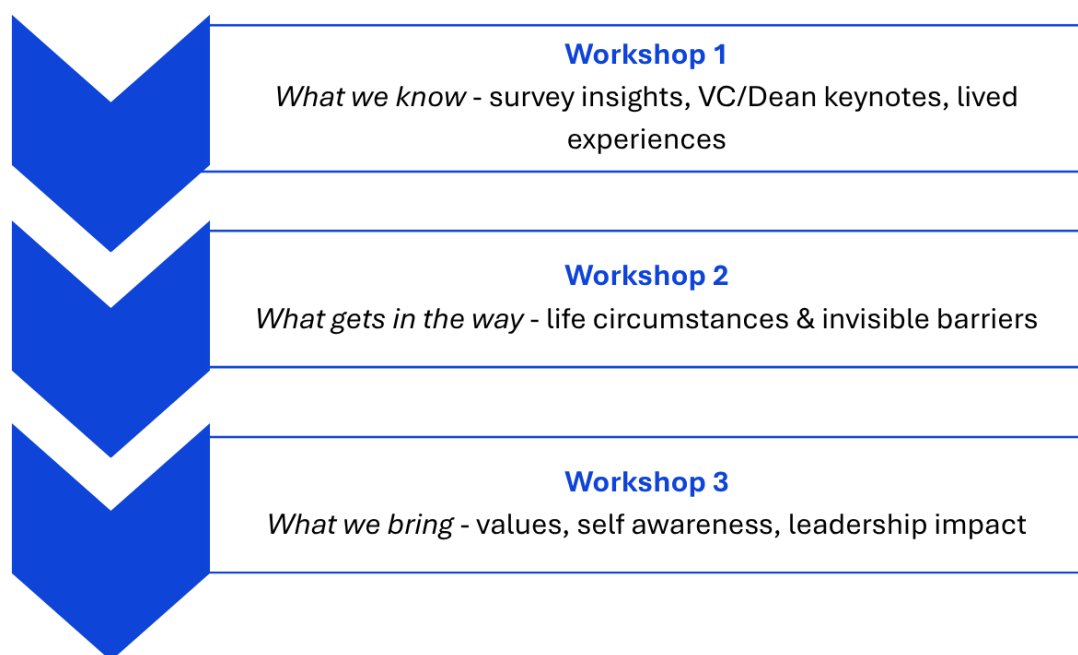 Workshop 1
What we know - survey insights, VC/Dean keynotes, lived
experiences
Workshop 2
What gets in the way - life circumstances & invisible barriers
Workshop 3
What we bring - values, self awareness, leadership impact